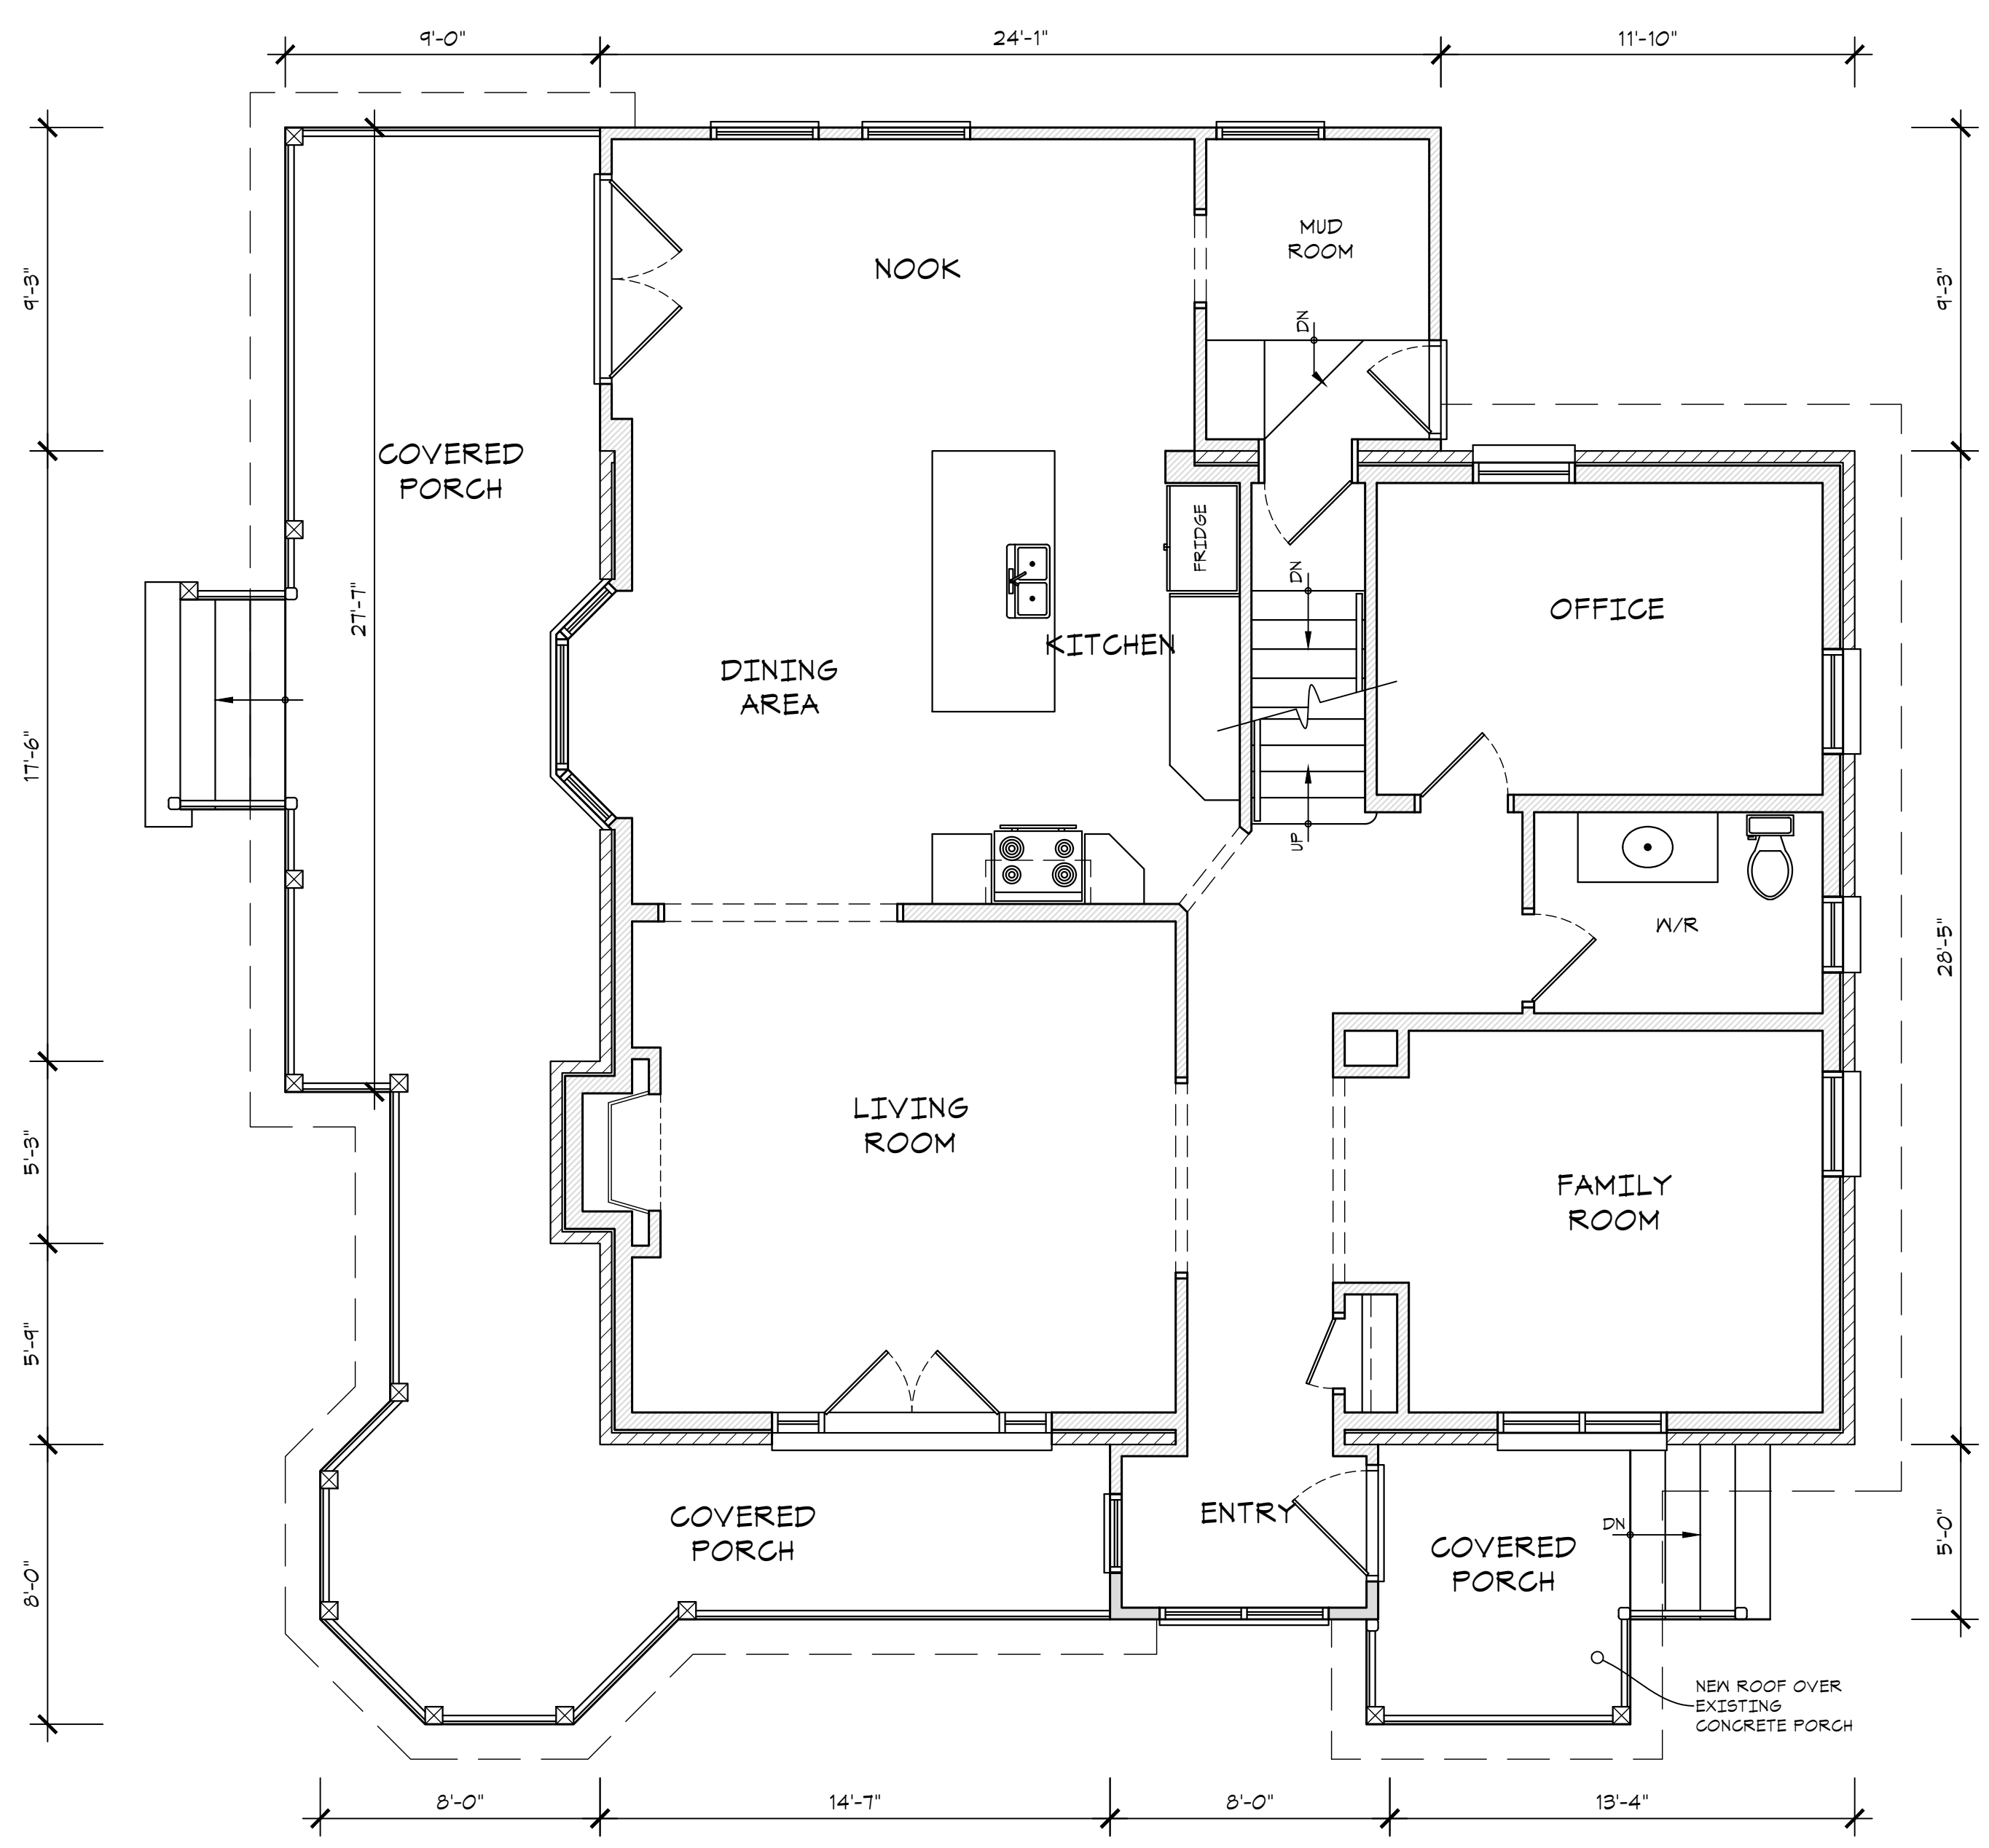 9'-0"
24'-1"
11'-10"
9'-3"
9'-3"
MUD
ROOM
NOOK
DN
COVERED
PORCH
FRIDGE
DN
27'-7"
OFFICE
KITCHEN
DINING
AREA
17'-6"
UP
W/R
28'-5"
LIVING
ROOM
5'-3"
FAMILY
ROOM
5'-9"
COVERED
PORCH
ENTRY
DN
COVERED
PORCH
5'-0"
8'-0"
NEW ROOF OVER
EXISTING
CONCRETE PORCH
8'-0"
14'-7"
8'-0"
13'-4"